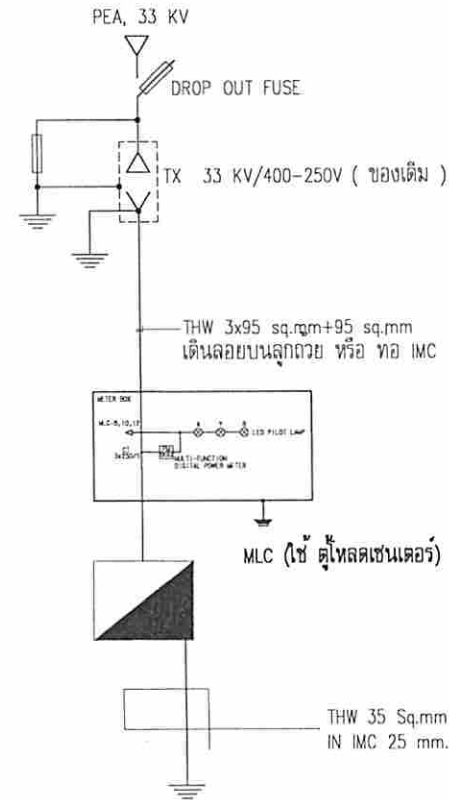 PEA, 33 KV
DROP OUT FUSE
TX 33 KV/400-250V ( ของเดิม )
THW 3x95 sq.mm+95 sq.mm
เดินลอยบนลูกถ้วย หรือ ท่อ IMC
METER BOX
LED PILOT LAMP
MULTI-FUNCTION
DIGITAL POWER METER
MLC (ใช้ ตู้โหลดเซนเตอร์)
THW 35 Sq.mm
IN IMC 25 mm.